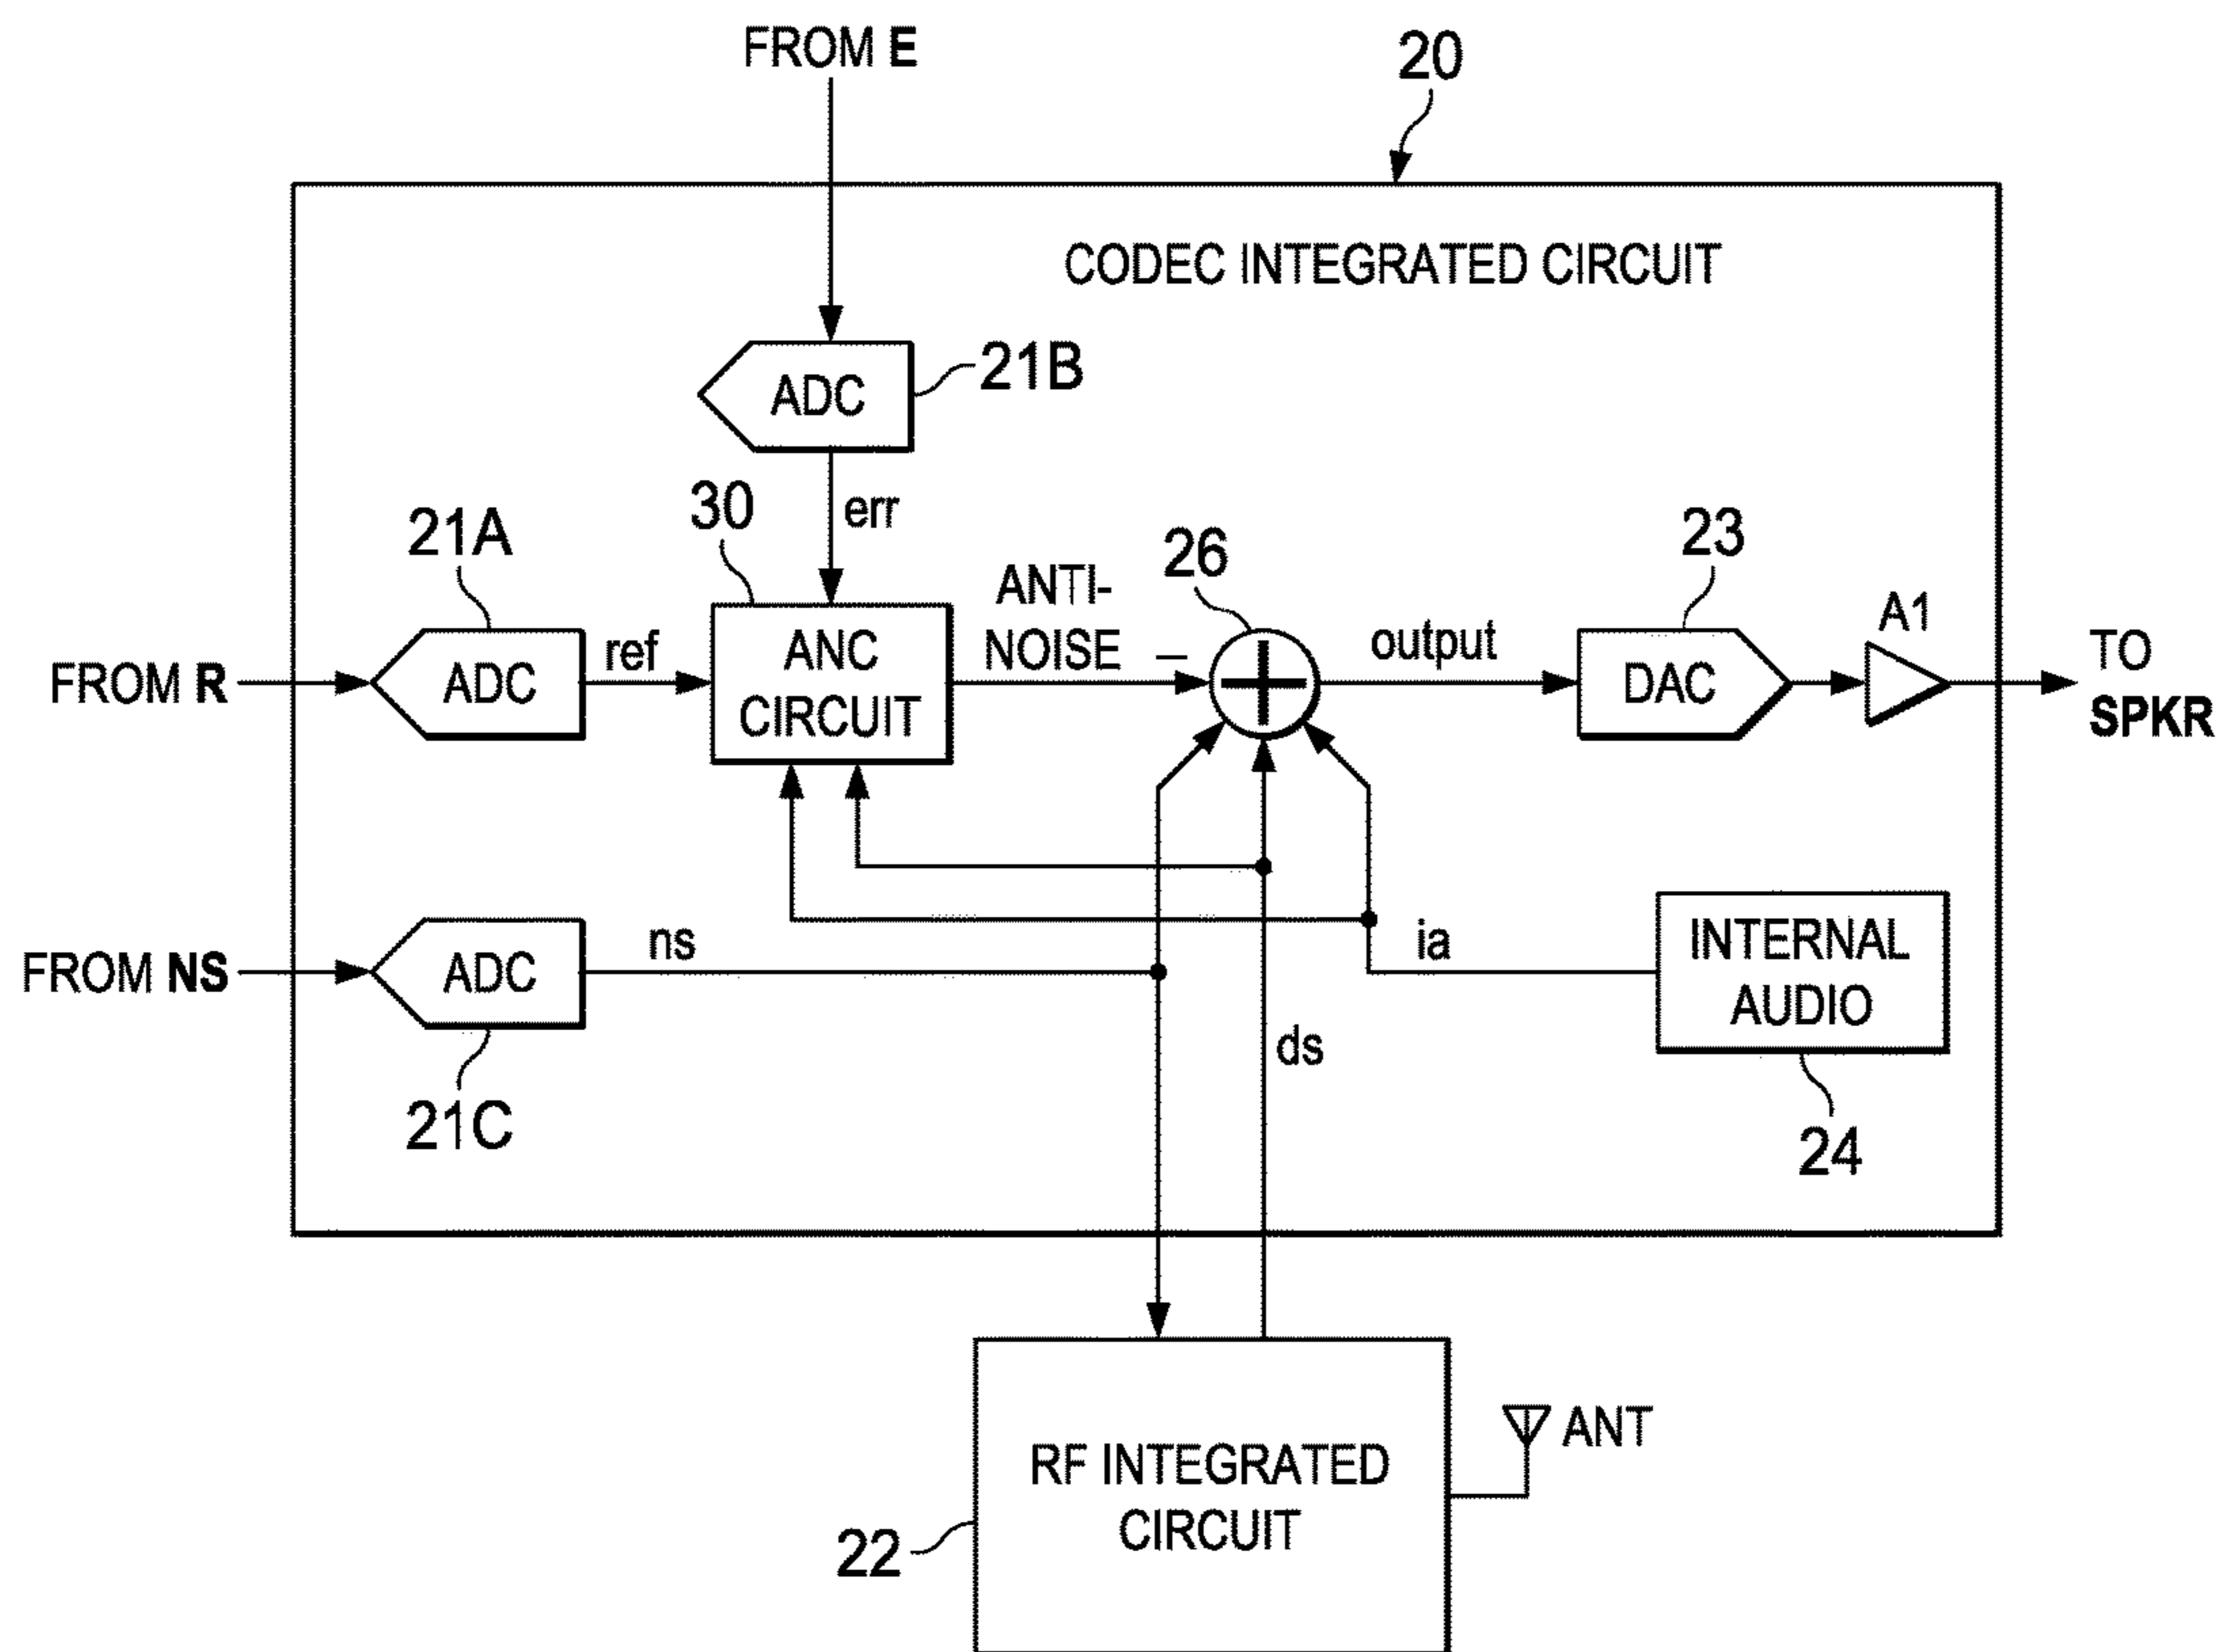 FROM E
20
CODEC INTEGRATED CIRCUIT
ADC
21B
err
30
21A
ADC
ref
ANC
CIRCUIT
ANTI-
NOISE
–
26
output
23
DAC
A1
TO
SPKR
FROM R
FROM NS
ADC
ns
21C
ia
INTERNAL
AUDIO
24
ds
RF INTEGRATED
CIRCUIT
22
ANT